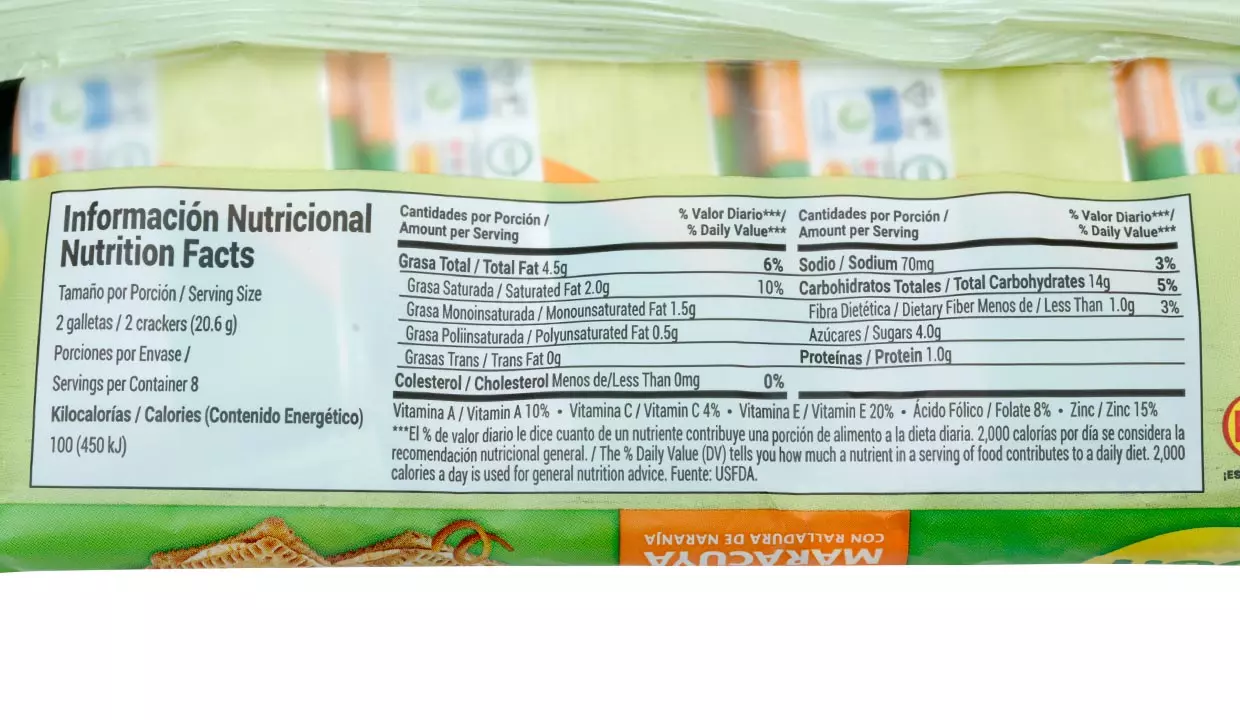 Información Nutricional
Nutrition Facts
Tamaño por Porción / Serving Size
2 galletas / 2 crackers (20.6 g)
Porciones por Envase /
Servings per Container 8
Kilocalorías / Calories (Contenido Energético)
100 (450 kJ)
Cantidades por Porción / % Valor Diario***/
Amount per Serving % Daily Value***
Grasa Total / Total Fat 4.5g 6%
Grasa Saturada / Saturated Fat 2.0g 10%
Grasa Monoinsaturada / Monounsaturated Fat 1.5g
Grasa Poliinsaturada / Polyunsaturated Fat 0.5g
Grasas Trans / Trans Fat 0g
Colesterol / Cholesterol Menos de/Less Than 0mg 0%
Cantidades por Porción / % Valor Diario***/
Amount per Serving % Daily Value***
Sodio / Sodium 70mg 3%
Carbohidratos Totales / Total Carbohydrates 14g 5%
Fibra Dietética / Dietary Fiber Menos de / Less Than 1.0g 3%
Azúcares / Sugars 4.0g
Proteínas / Protein 1.0g
Vitamina A / Vitamin A 10% • Vitamina C / Vitamin C 4% • Vitamina E / Vitamin E 20% • Ácido Fólico / Folate 8% • Zinc / Zinc 15%
***El % de valor diario le dice cuanto de un nutriente contribuye una porción de alimento a la dieta diaria. 2,000 calorías por día se considera la
recomendación nutricional general. / The % Daily Value (DV) tells you how much a nutrient in a serving of food contributes to a daily diet. 2,000
calories a day is used for general nutrition advice. Fuente: USFDA.
¡ES
MARACUYA
CON RALLADURA DE NARANJA